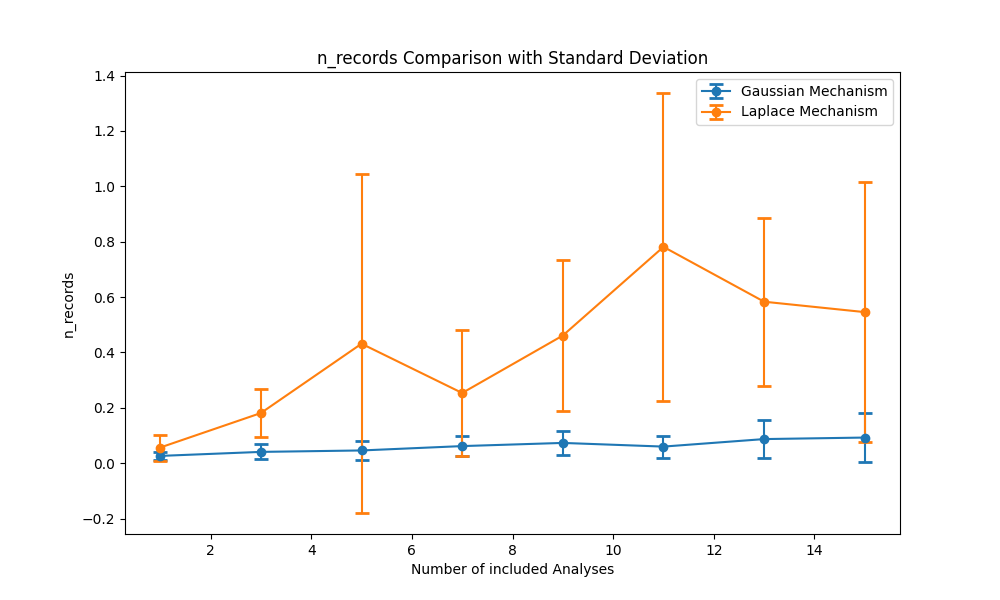 n_records Comparison with Standard Deviation
Gaussian Mechanism
Laplace Mechanism
n_records
1.4
1.2
1.0
0.8
0.6
0.4
0.2
0.0
−0.2
2 4 6 8 10 12 14
Number of included Analyses